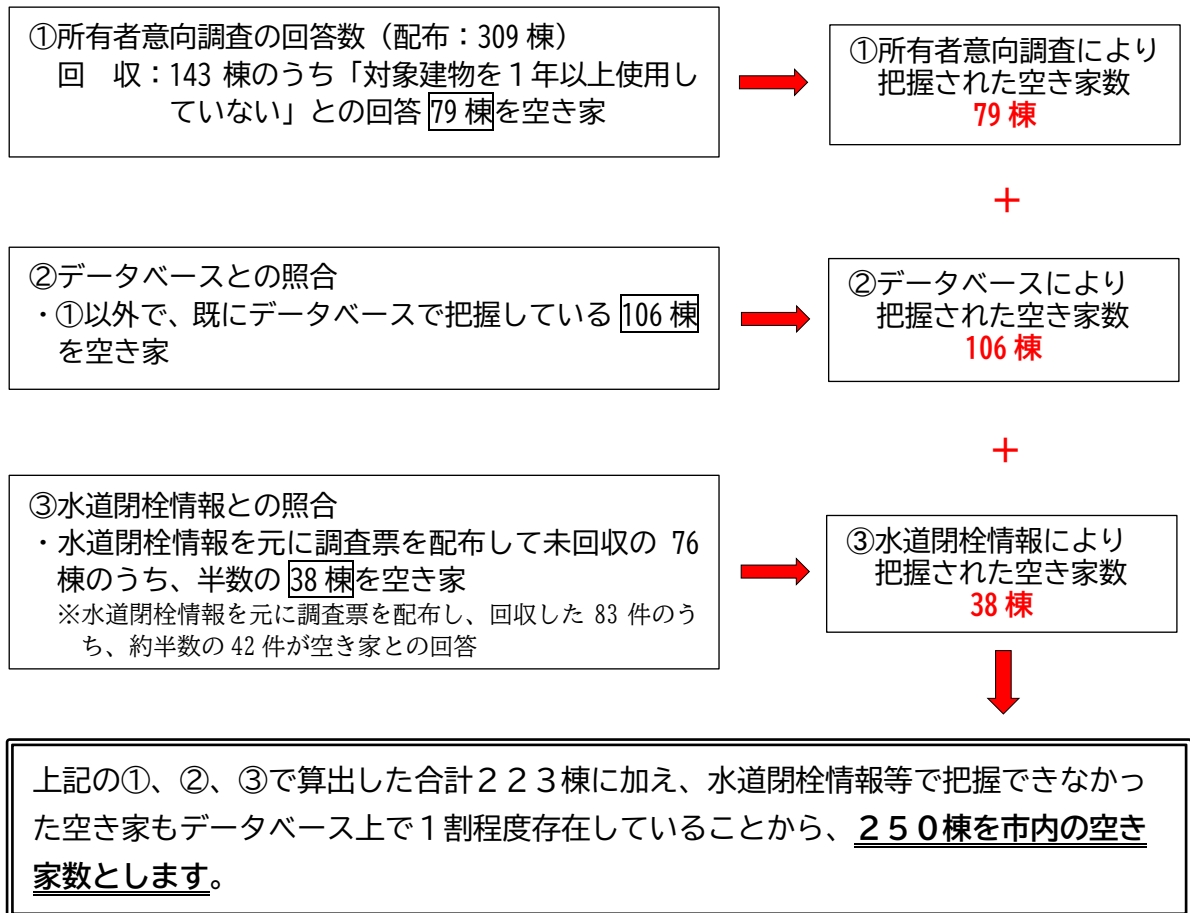 ①所有者意向調査の回答数（配布：309 棟）
回　収：143 棟のうち「対象建物を１年以上使用し
ていない」との回答 79 棟を空き家
①所有者意向調査により
把握された空き家数
79 棟
＋
②データベースとの照合
・①以外で、既にデータベースで把握している 106 棟
を空き家
②データベースにより
把握された空き家数
106 棟
＋
③水道閉栓情報との照合
・水道閉栓情報を元に調査票を配布して未回収の 76
棟のうち、半数の 38 棟を空き家
※水道閉栓情報を元に調査票を配布し、回収した 83 件のう
ち、約半数の 42 件が空き家との回答
③水道閉栓情報により
把握された空き家数
38 棟
上記の①、②、③で算出した合計２２３棟に加え、水道閉栓情報等で把握できなかっ
た空き家もデータベース上で１割程度存在していることから、２５０棟を市内の空き
家数とします。